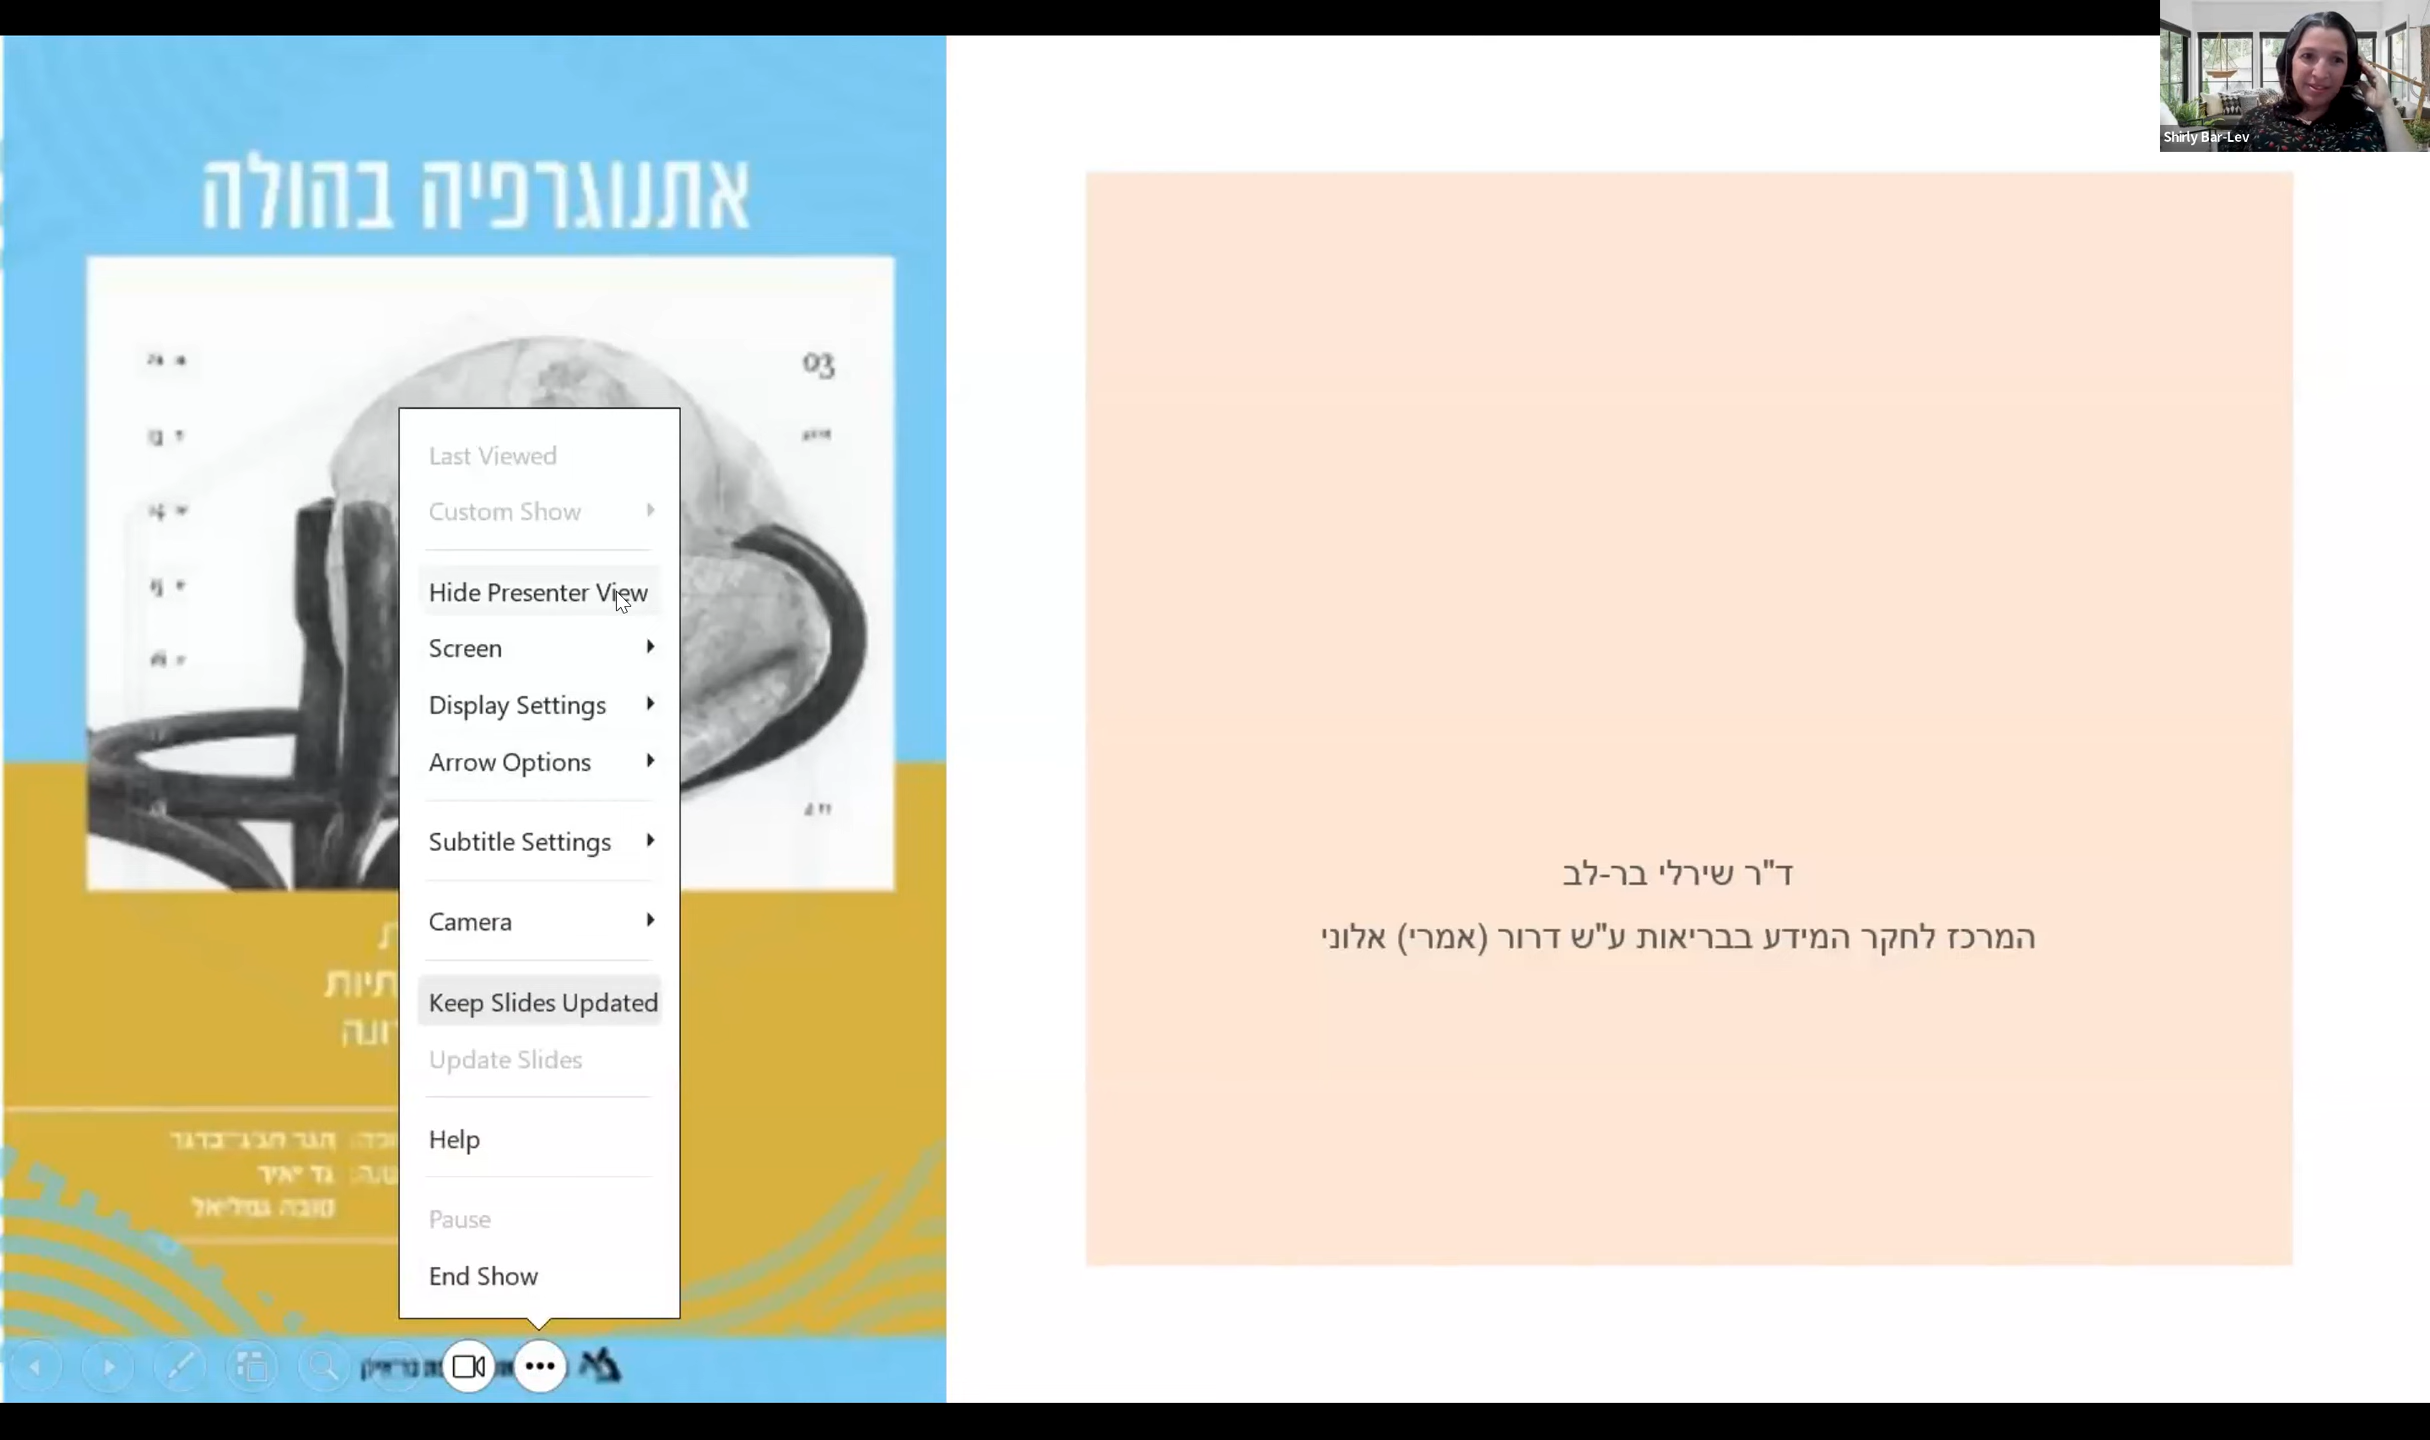 Shirly Bar-Lev
אתנוגרפיה בהולה
03
Last Viewed
Custom Show
Hide Presenter View
Screen
Display Settings
Arrow Options
Subtitle Settings
Camera
Keep Slides Updated
Update Slides
Help
Pause
End Show
גד יאיר
ד"ר שירלי בר-לב
המרכז לחקר המידע בבריאות ע"ש דרור (אמרי) אלוני